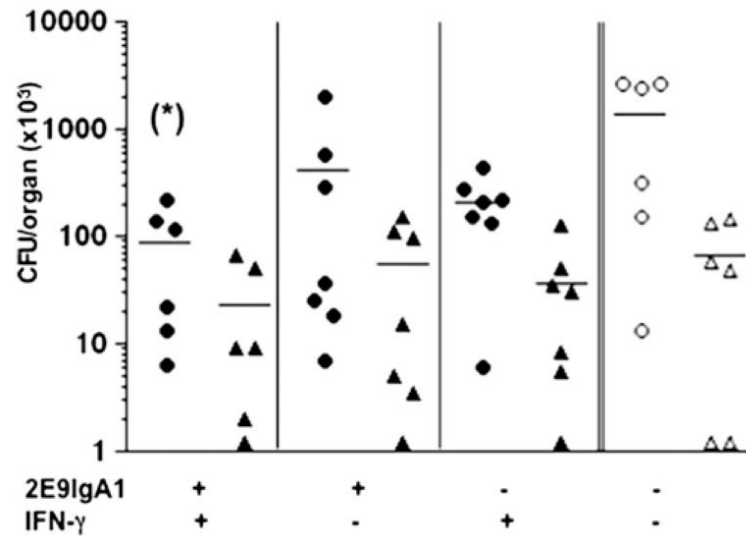 CFU/organ (x10³)
10000
1000
100
10
1
(*)
2E9IgA1 + + - -
IFN-γ + - + -